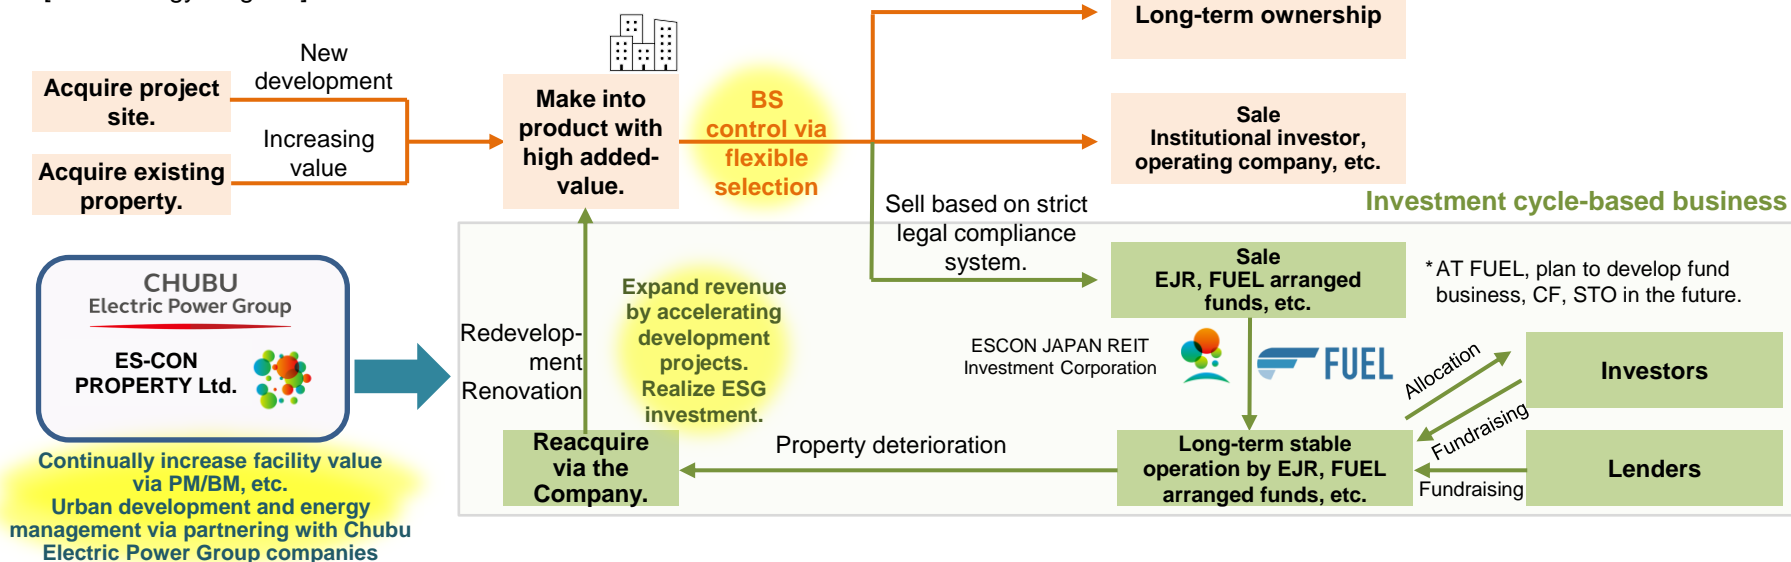 Long-term ownership
New
development
Acquire project
site.
Increasing
value
Acquire existing
property.
Make into
product with
high added-
value.
BS
control via
flexible
selection
Sale
Institutional investor,
operating company, etc.
Investment cycle-based business
Sell based on strict
legal compliance
system.
Sale
EJR, FUEL arranged
funds, etc.
*AT FUEL, plan to develop fund
business, CF, STO in the future.
CHUBU
Electric Power Group
ES-CON
PROPERTY Ltd.
Redevelop-
ment
Renovation
Expand revenue
by accelerating
development
projects.
Realize ESG
investment.
ESCON JAPAN REIT
Investment Corporation
FUEL
Allocation
Fundraising
Investors
Reacquire
via the
Company.
Property deterioration
Long-term stable
operation by EJR, FUEL
arranged funds, etc.
Fundraising
Lenders
Continually increase facility value
via PM/BM, etc.
Urban development and energy
management via partnering with Chubu
Electric Power Group companies